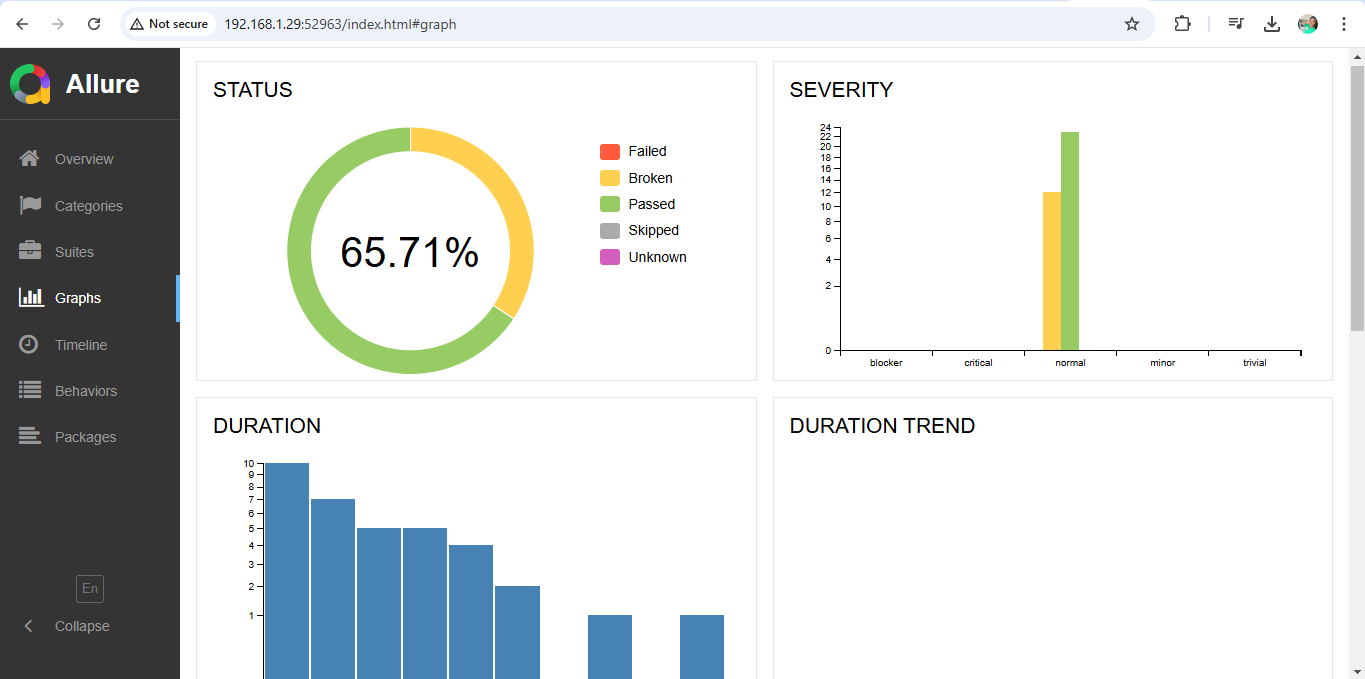 Not secure
192.168.1.29:52963/index.html#graph
Allure
Overview
Categories
Suites
Graphs
Timeline
Behaviors
Packages
En
Collapse
STATUS
65.71%
Failed
Broken
Passed
Skipped
Unknown
SEVERITY
24
22
20
18
16
14
12
10
8
6
4
2
0
blocker critical normal minor trivial
DURATION
10
9
8
7
6
5
4
3
2
1
DURATION TREND